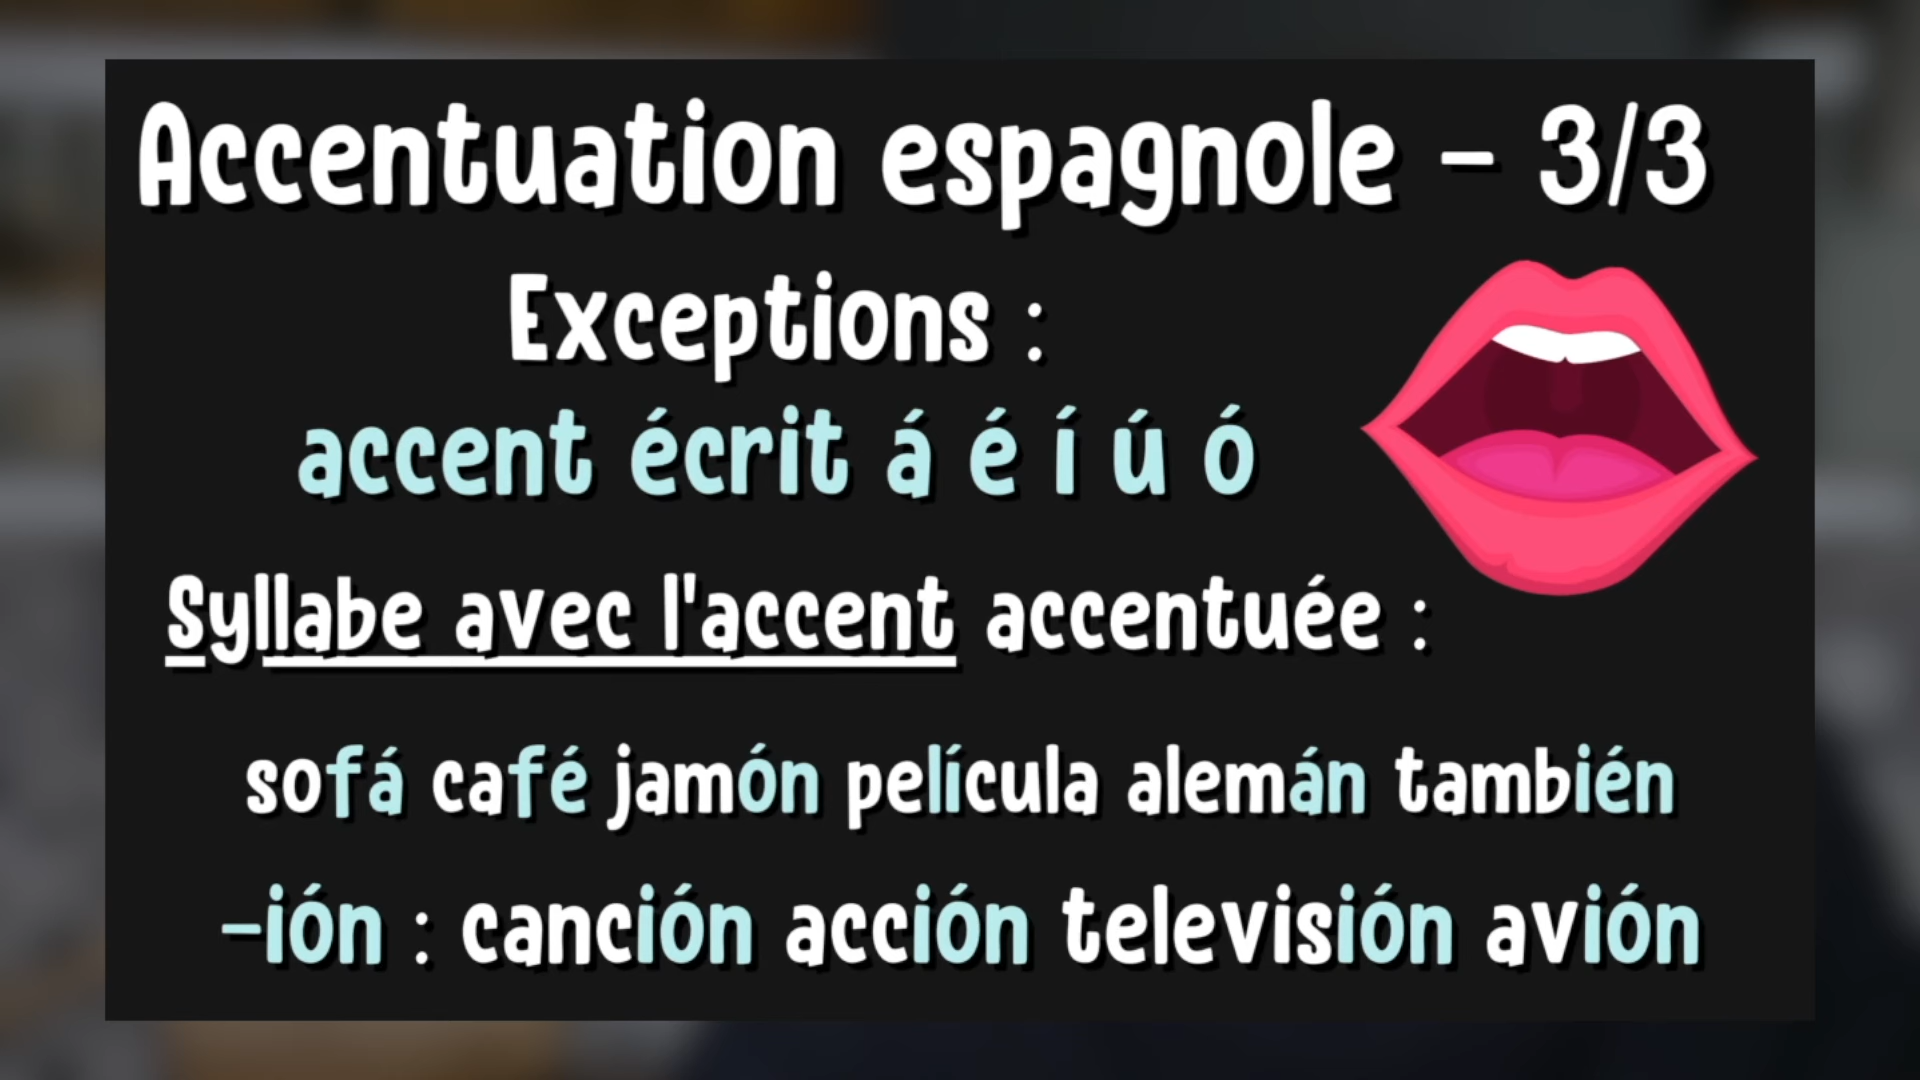 Accentuation espagnole - 3/3
Exceptions :
accent écrit á é í ú ó
Syllabe avec l'accent accentuée :
sofá café jamón película alemán también
-ión : canción acción televisión avión